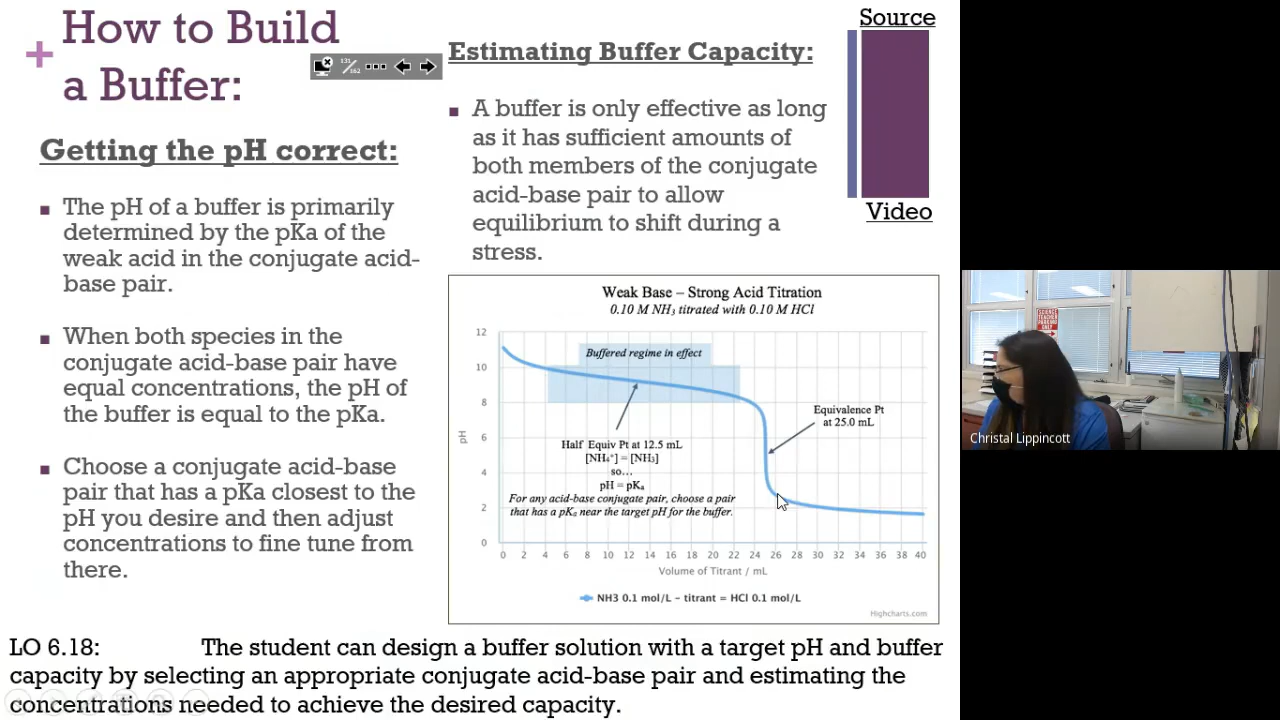 How to Build
a Buffer:
+
131/162
Getting the pH correct:
■ The pH of a buffer is primarily
determined by the pKa of the
weak acid in the conjugate acid-
base pair.
■ When both species in the
conjugate acid-base pair have
equal concentrations, the pH of
the buffer is equal to the pKa.
■ Choose a conjugate acid-base
pair that has a pKa closest to the
pH you desire and then adjust
concentrations to fine tune from
there.
Estimating Buffer Capacity:
■ A buffer is only effective as long
as it has sufficient amounts of
both members of the conjugate
acid-base pair to allow
equilibrium to shift during a
stress.
Source
Video
Weak Base – Strong Acid Titration
0.10 M NH₃ titrated with 0.10 M HCl
12
10
8
6
4
2
0
pH
Buffered regime in effect
Equivalence Pt
at 25.0 mL
Half Equiv Pt at 12.5 mL
[NH₄⁺] = [NH₃]
so...
pH = pKₐ
For any acid-base conjugate pair, choose a pair
that has a pKₐ near the target pH for the buffer.
0 2 4 6 8 10 12 14 16 18 20 22 24 26 28 30 32 34 36 38 40
Volume of Titrant / mL
NH3 0.1 mol/L – titrant = HCl 0.1 mol/L
Highcharts.com
LO 6.18: The student can design a buffer solution with a target pH and buffer
capacity by selecting an appropriate conjugate acid-base pair and estimating the
concentrations needed to achieve the desired capacity.
SCIENCE
TEACHER
PARKING
ONLY
Christal Lippincott